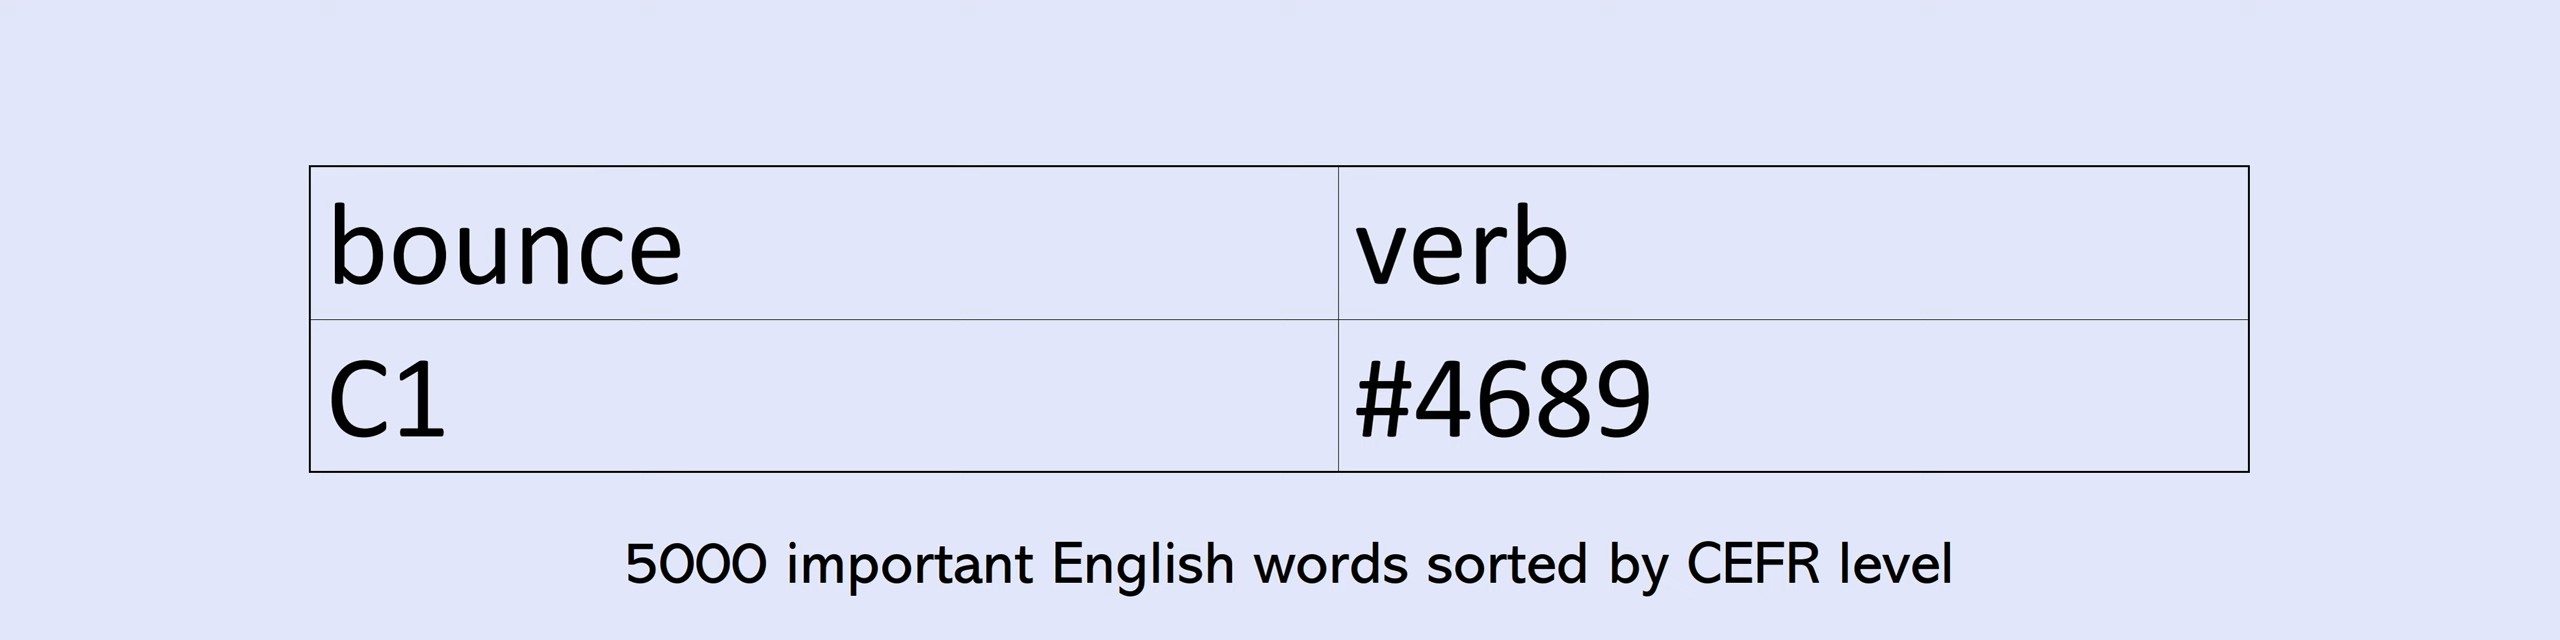 bounce verb
C1 #4689
5000 important English words sorted by CEFR level